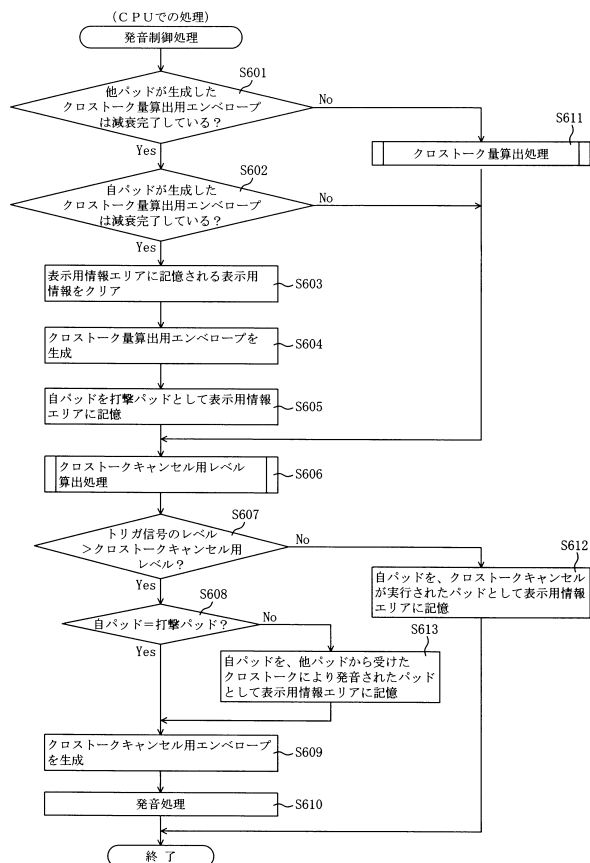 （ＣＰＵでの処理）
発音制御処理
S601
他パッドが生成した
クロストーク量算出用エンベロープ
は減衰完了している？
No
Yes
S611
クロストーク量算出処理
S602
自パッドが生成した
クロストーク量算出用エンベロープ
は減衰完了している？
No
Yes
表示用情報エリアに記憶される表示用
情報をクリア
S603
クロストーク量算出用エンベロープを
生成
S604
自パッドを打撃パッドとして表示用情報
エリアに記憶
S605
クロストークキャンセル用レベル
算出処理
S606
S607
トリガ信号のレベル
＞クロストークキャンセル用
レベル？
No
Yes
S612
自パッドを、クロストークキャンセル
が実行されたパッドとして表示用情報
エリアに記憶
S608
自パッド＝打撃パッド？
No
Yes
S613
自パッドを、他パッドから受けた
クロストークにより発音されたパッド
として表示用情報エリアに記憶
クロストークキャンセル用エンベロープ
を生成
S609
発音処理
S610
終 了